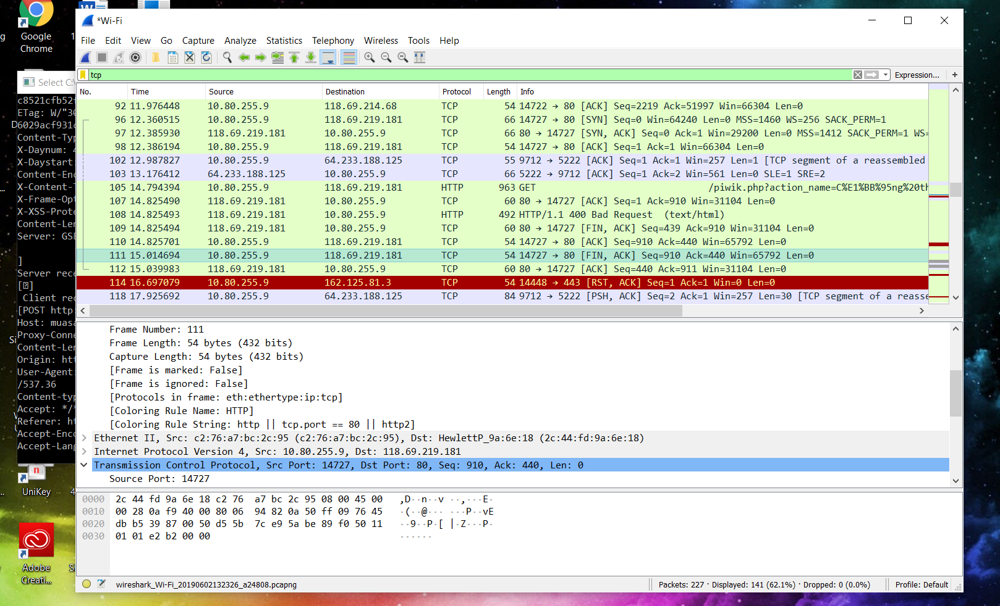 Google
Chrome
Select C:\
c8521cfb52f
ETag: W/"30
6029acf931c
Content-Typ
X-Daynum: 4
X-Daystart:
Content-Enc
X-Content-T
X-Frame-Opt
X-XSS-Prote
Content-Len
Server: GSE
]
Server rece
Client rec
[POST http:
Host: muasa
Proxy-Conne
Content-Len
Origin: htt
User-Agent:
/537.36
Content-typ
Accept: */*
Referer: ht
Accept-Enco
Accept-Lang
UniKey
Adobe
Creati...
*Wi-Fi
File Edit View Go Capture Analyze Statistics Telephony Wireless Tools Help
tcp Expression... +
No. Time Source Destination Protocol Length Info
92 11.976448 10.80.255.9 118.69.214.68 TCP 54 14722 → 80 [ACK] Seq=2219 Ack=51997 Win=66304 Len=0
96 12.360515 10.80.255.9 118.69.219.181 TCP 66 14727 → 80 [SYN] Seq=0 Win=64240 Len=0 MSS=1460 WS=256 SACK_PERM=1
97 12.385930 118.69.219.181 10.80.255.9 TCP 66 80 → 14727 [SYN, ACK] Seq=0 Ack=1 Win=29200 Len=0 MSS=1412 SACK_PERM=1 WS=
98 12.386194 10.80.255.9 118.69.219.181 TCP 54 14727 → 80 [ACK] Seq=1 Ack=1 Win=66304 Len=0
102 12.987827 10.80.255.9 64.233.188.125 TCP 55 9712 → 5222 [ACK] Seq=1 Ack=1 Win=257 Len=1 [TCP segment of a reassembled
103 13.176412 64.233.188.125 10.80.255.9 TCP 66 5222 → 9712 [ACK] Seq=1 Ack=2 Win=561 Len=0 SLE=1 SRE=2
105 14.794394 10.80.255.9 118.69.219.181 HTTP 963 GET /piwik.php?action_name=C%E1%BB%95ng%20th
107 14.825490 118.69.219.181 10.80.255.9 TCP 60 80 → 14727 [ACK] Seq=1 Ack=910 Win=31104 Len=0
108 14.825493 118.69.219.181 10.80.255.9 HTTP 492 HTTP/1.1 400 Bad Request (text/html)
109 14.825494 118.69.219.181 10.80.255.9 TCP 60 80 → 14727 [FIN, ACK] Seq=439 Ack=910 Win=31104 Len=0
110 14.825701 10.80.255.9 118.69.219.181 TCP 54 14727 → 80 [ACK] Seq=910 Ack=440 Win=65792 Len=0
111 15.014694 10.80.255.9 118.69.219.181 TCP 54 14727 → 80 [FIN, ACK] Seq=910 Ack=440 Win=65792 Len=0
112 15.039983 118.69.219.181 10.80.255.9 TCP 60 80 → 14727 [ACK] Seq=440 Ack=911 Win=31104 Len=0
114 16.697079 10.80.255.9 162.125.81.3 TCP 54 14448 → 443 [RST, ACK] Seq=1 Ack=1 Win=0 Len=0
118 17.925692 10.80.255.9 64.233.188.125 TCP 84 9712 → 5222 [PSH, ACK] Seq=2 Ack=1 Win=257 Len=30 [TCP segment of a reasse
Frame Number: 111
Frame Length: 54 bytes (432 bits)
Capture Length: 54 bytes (432 bits)
[Frame is marked: False]
[Frame is ignored: False]
[Protocols in frame: eth:ethertype:ip:tcp]
[Coloring Rule Name: HTTP]
[Coloring Rule String: http || tcp.port == 80 || http2]
Ethernet II, Src: c2:76:a7:bc:2c:95 (c2:76:a7:bc:2c:95), Dst: HewlettP_9a:6e:18 (2c:44:fd:9a:6e:18)
Internet Protocol Version 4, Src: 10.80.255.9, Dst: 118.69.219.181
Transmission Control Protocol, Src Port: 14727, Dst Port: 80, Seq: 910, Ack: 440, Len: 0
Source Port: 14727
0000 2c 44 fd 9a 6e 18 c2 76 a7 bc 2c 95 08 00 45 00 ,D··n··v ··,···E·
0010 00 28 0a f9 40 00 80 06 94 82 0a 50 ff 09 76 45 ·(··@··· ···P··vE
0020 db b5 39 87 00 50 d5 5b 7c e9 5a be 89 f0 50 11 ··9··P·[ |·Z···P·
0030 01 01 e2 b2 00 00 ······
wireshark_Wi-Fi_20190602132326_a24808.pcapng
Packets: 227 · Displayed: 141 (62.1%) · Dropped: 0 (0.0%)
Profile: Default